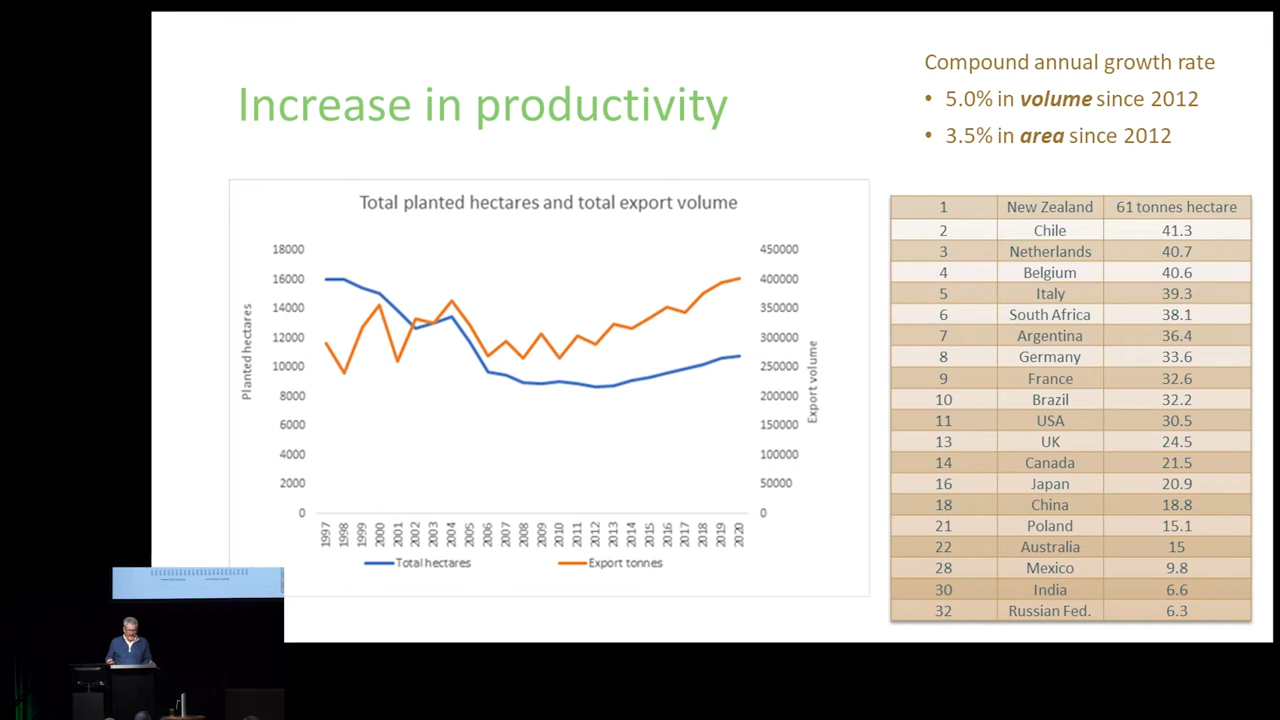 Increase in productivity
Compound annual growth rate
• 5.0% in volume since 2012
• 3.5% in area since 2012
Total planted hectares and total export volume
Planted hectares
18000
16000
14000
12000
10000
8000
6000
4000
2000
0
450000
400000
350000
300000
250000
200000
150000
100000
50000
0
Export volume
1997 1998 1999 2000 2001 2002 2003 2004 2005 2006 2007 2008 2009 2010 2011 2012 2013 2014 2015 2016 2017 2018 2019 2020
Total hectares Export tonnes
1 New Zealand 61 tonnes hectare
2 Chile 41.3
3 Netherlands 40.7
4 Belgium 40.6
5 Italy 39.3
6 South Africa 38.1
7 Argentina 36.4
8 Germany 33.6
9 France 32.6
10 Brazil 32.2
11 USA 30.5
13 UK 24.5
14 Canada 21.5
16 Japan 20.9
18 China 18.8
21 Poland 15.1
22 Australia 15
28 Mexico 9.8
30 India 6.6
32 Russian Fed. 6.3